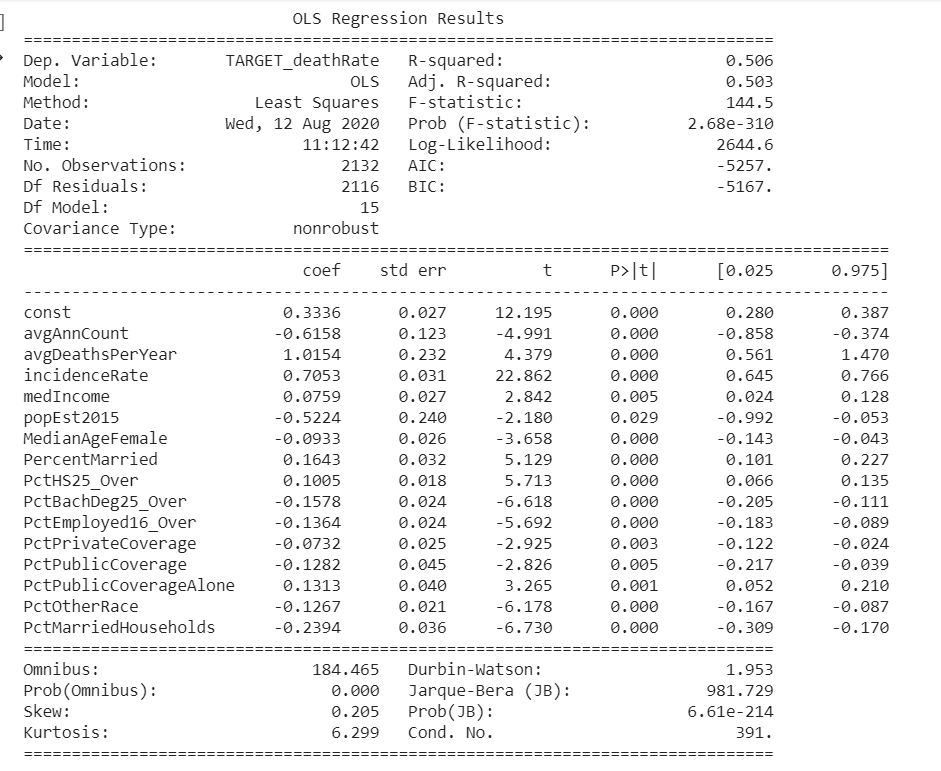 OLS Regression Results
==============================================================================
Dep. Variable: TARGET_deathRate R-squared: 0.506
Model: OLS Adj. R-squared: 0.503
Method: Least Squares F-statistic: 144.5
Date: Wed, 12 Aug 2020 Prob (F-statistic): 2.68e-310
Time: 11:12:42 Log-Likelihood: 2644.6
No. Observations: 2132 AIC: -5257.
Df Residuals: 2116 BIC: -5167.
Df Model: 15
Covariance Type: nonrobust
==========================================================================================
coef std err t P>|t| [0.025 0.975]
------------------------------------------------------------------------------------------
const 0.3336 0.027 12.195 0.000 0.280 0.387
avgAnnCount -0.6158 0.123 -4.991 0.000 -0.858 -0.374
avgDeathsPerYear 1.0154 0.232 4.379 0.000 0.561 1.470
incidenceRate 0.7053 0.031 22.862 0.000 0.645 0.766
medIncome 0.0759 0.027 2.842 0.005 0.024 0.128
popEst2015 -0.5224 0.240 -2.180 0.029 -0.992 -0.053
MedianAgeFemale -0.0933 0.026 -3.658 0.000 -0.143 -0.043
PercentMarried 0.1643 0.032 5.129 0.000 0.101 0.227
PctHS25_Over 0.1005 0.018 5.713 0.000 0.066 0.135
PctBachDeg25_Over -0.1578 0.024 -6.618 0.000 -0.205 -0.111
PctEmployed16_Over -0.1364 0.024 -5.692 0.000 -0.183 -0.089
PctPrivateCoverage -0.0732 0.025 -2.925 0.003 -0.122 -0.024
PctPublicCoverage -0.1282 0.045 -2.826 0.005 -0.217 -0.039
PctPublicCoverageAlone 0.1313 0.040 3.265 0.001 0.052 0.210
PctOtherRace -0.1267 0.021 -6.178 0.000 -0.167 -0.087
PctMarriedHouseholds -0.2394 0.036 -6.730 0.000 -0.309 -0.170
==============================================================================
Omnibus: 184.465 Durbin-Watson: 1.953
Prob(Omnibus): 0.000 Jarque-Bera (JB): 981.729
Skew: 0.205 Prob(JB): 6.61e-214
Kurtosis: 6.299 Cond. No. 391.
==============================================================================